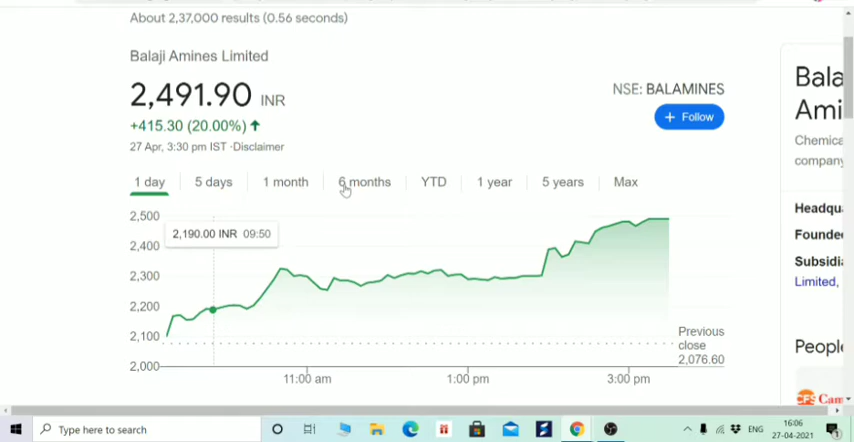 About 2,37,000 results (0.56 seconds)
Balaji Amines Limited
2,491.90 INR
+415.30 (20.00%)
27 Apr, 3:30 pm IST ·Disclaimer
NSE: BALAMINES
+ Follow
1 day 5 days 1 month 6 months YTD 1 year 5 years Max
2,500
2,190.00 INR 09:50
2,400
2,300
2,200
2,100
2,000
Previous
close
2,076.60
11:00 am 1:00 pm 3:00 pm
Bala
Ami
Chemica
company
Headqua
Founde
Subsidia
Limited,
People
CFS Cam
Type here to search
ENG
16:06
27-04-2021